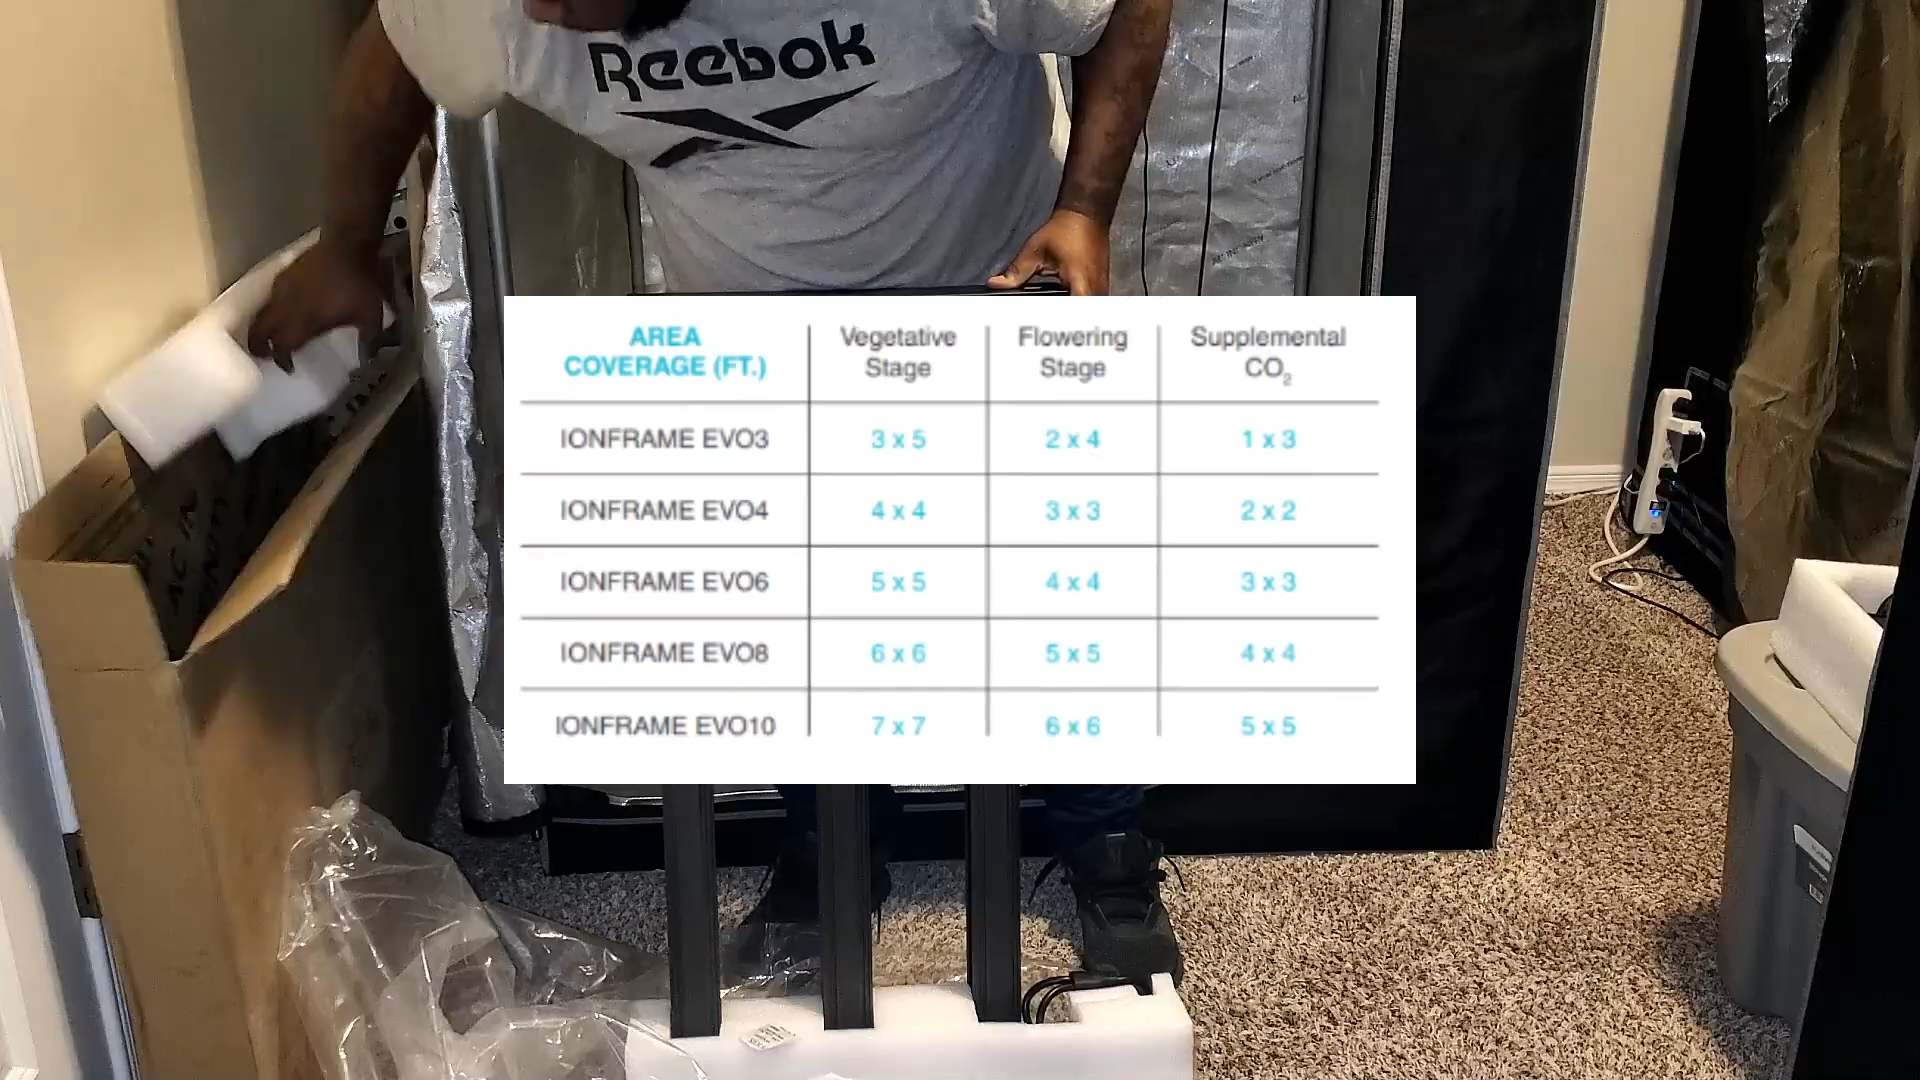 Reebok
AREA COVERAGE (FT.)
Vegetative Stage
Flowering Stage
Supplemental CO₂
IONFRAME EVO3 3 x 5 2 x 4 1 x 3
IONFRAME EVO4 4 x 4 3 x 3 2 x 2
IONFRAME EVO6 5 x 5 4 x 4 3 x 3
IONFRAME EVO8 6 x 6 5 x 5 4 x 4
IONFRAME EVO10 7 x 7 6 x 6 5 x 5
AC IN